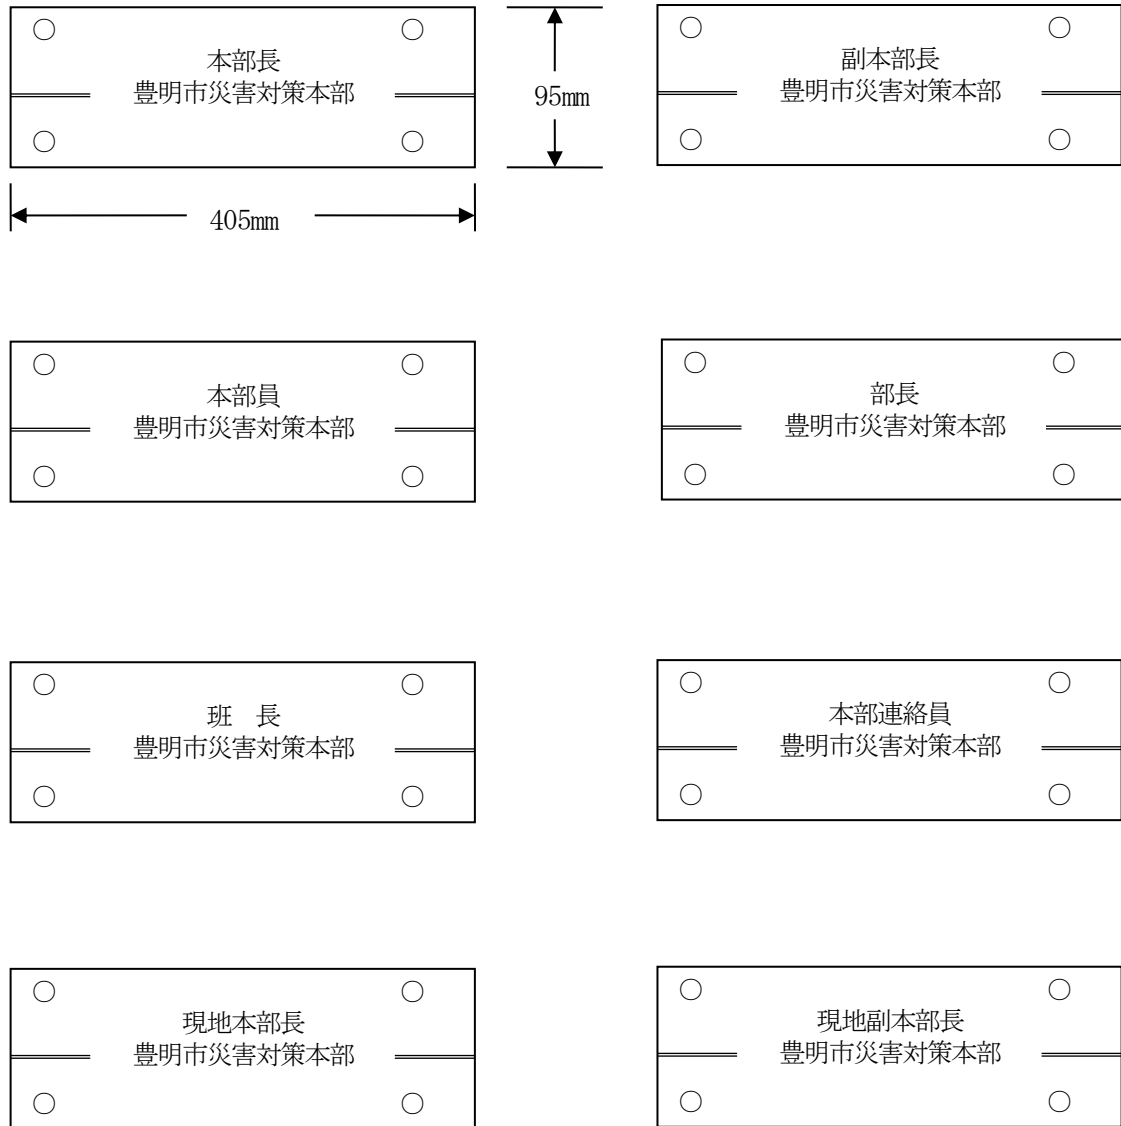 本部長
豊明市災害対策本部
95mm
副本部長
豊明市災害対策本部
405mm
本部員
豊明市災害対策本部
部長
豊明市災害対策本部
班　長
豊明市災害対策本部
本部連絡員
豊明市災害対策本部
現地本部長
豊明市災害対策本部
現地副本部長
豊明市災害対策本部